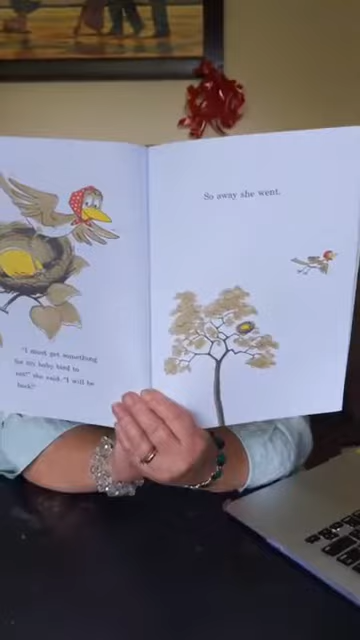 "I must get something
for my baby bird to
eat!" she said. "I will be
back!"
So away she went.